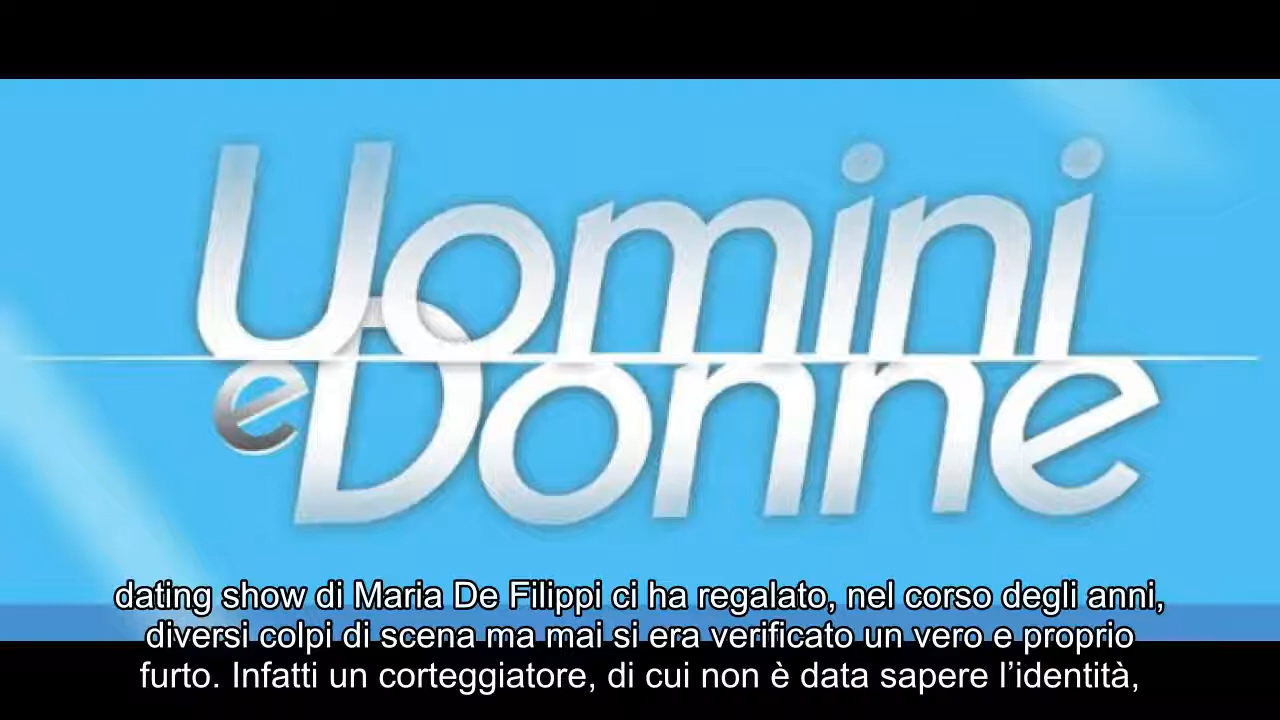 Uomini
e Donne
dating show di Maria De Filippi ci ha regalato, nel corso degli anni,
diversi colpi di scena ma mai si era verificato un vero e proprio
furto. Infatti un corteggiatore, di cui non è data sapere l’identità,